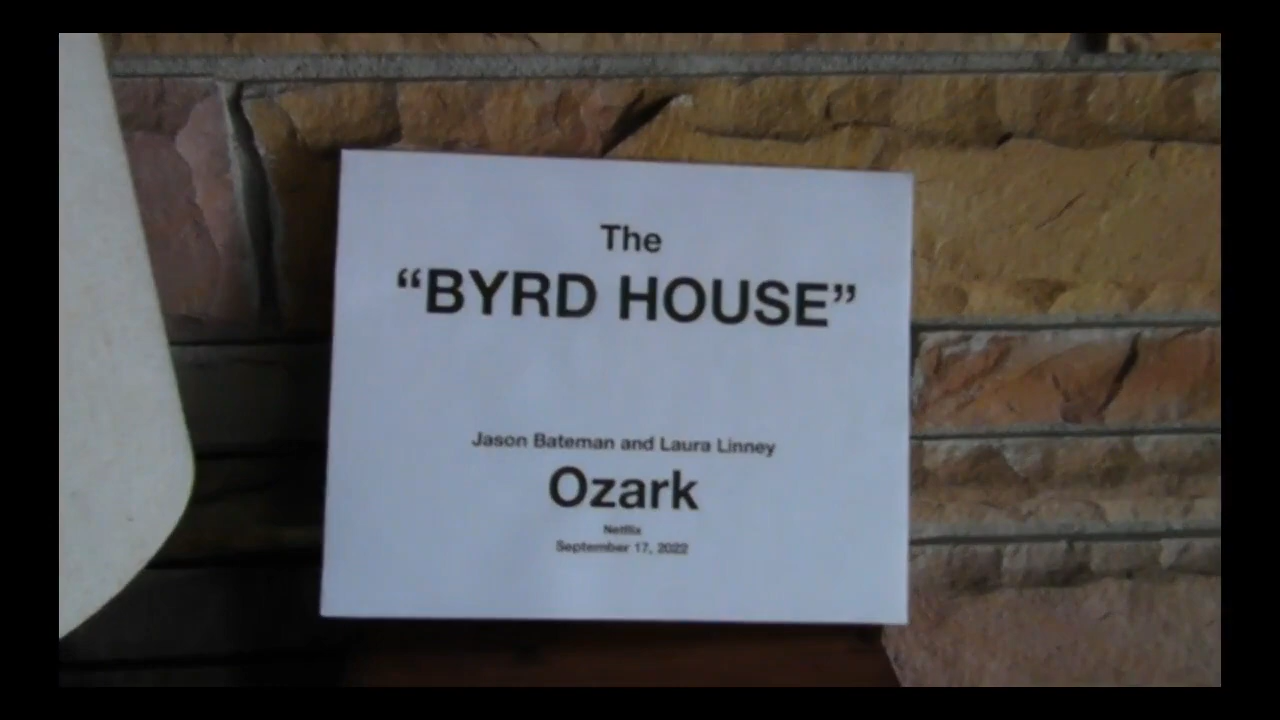 The
“BYRD HOUSE”
Jason Bateman and Laura Linney
Ozark
Netflix
September 17, 2022